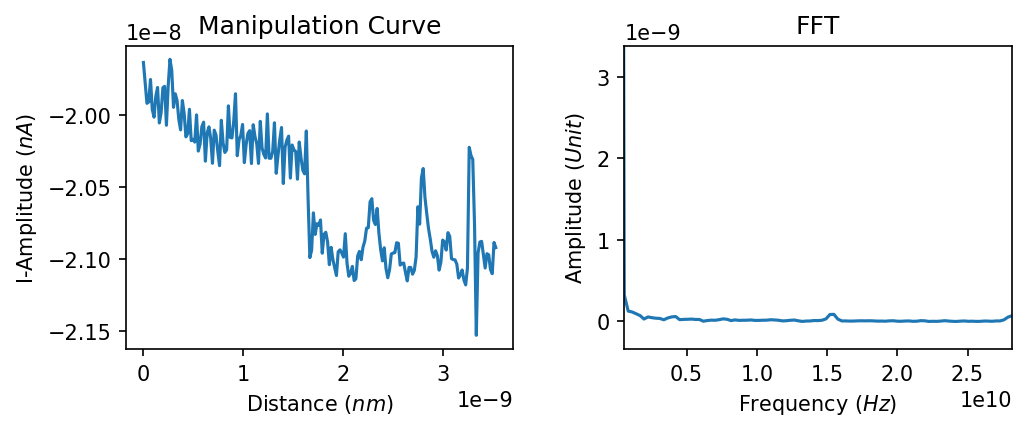 Manipulation Curve
1e−8
I-Amplitude (nA)
−2.00
−2.05
−2.10
−2.15
0 1 2 3
1e−9
Distance (nm)
FFT
1e−9
Amplitude (Unit)
3
2
1
0
0.5 1.0 1.5 2.0 2.5
1e10
Frequency (Hz)